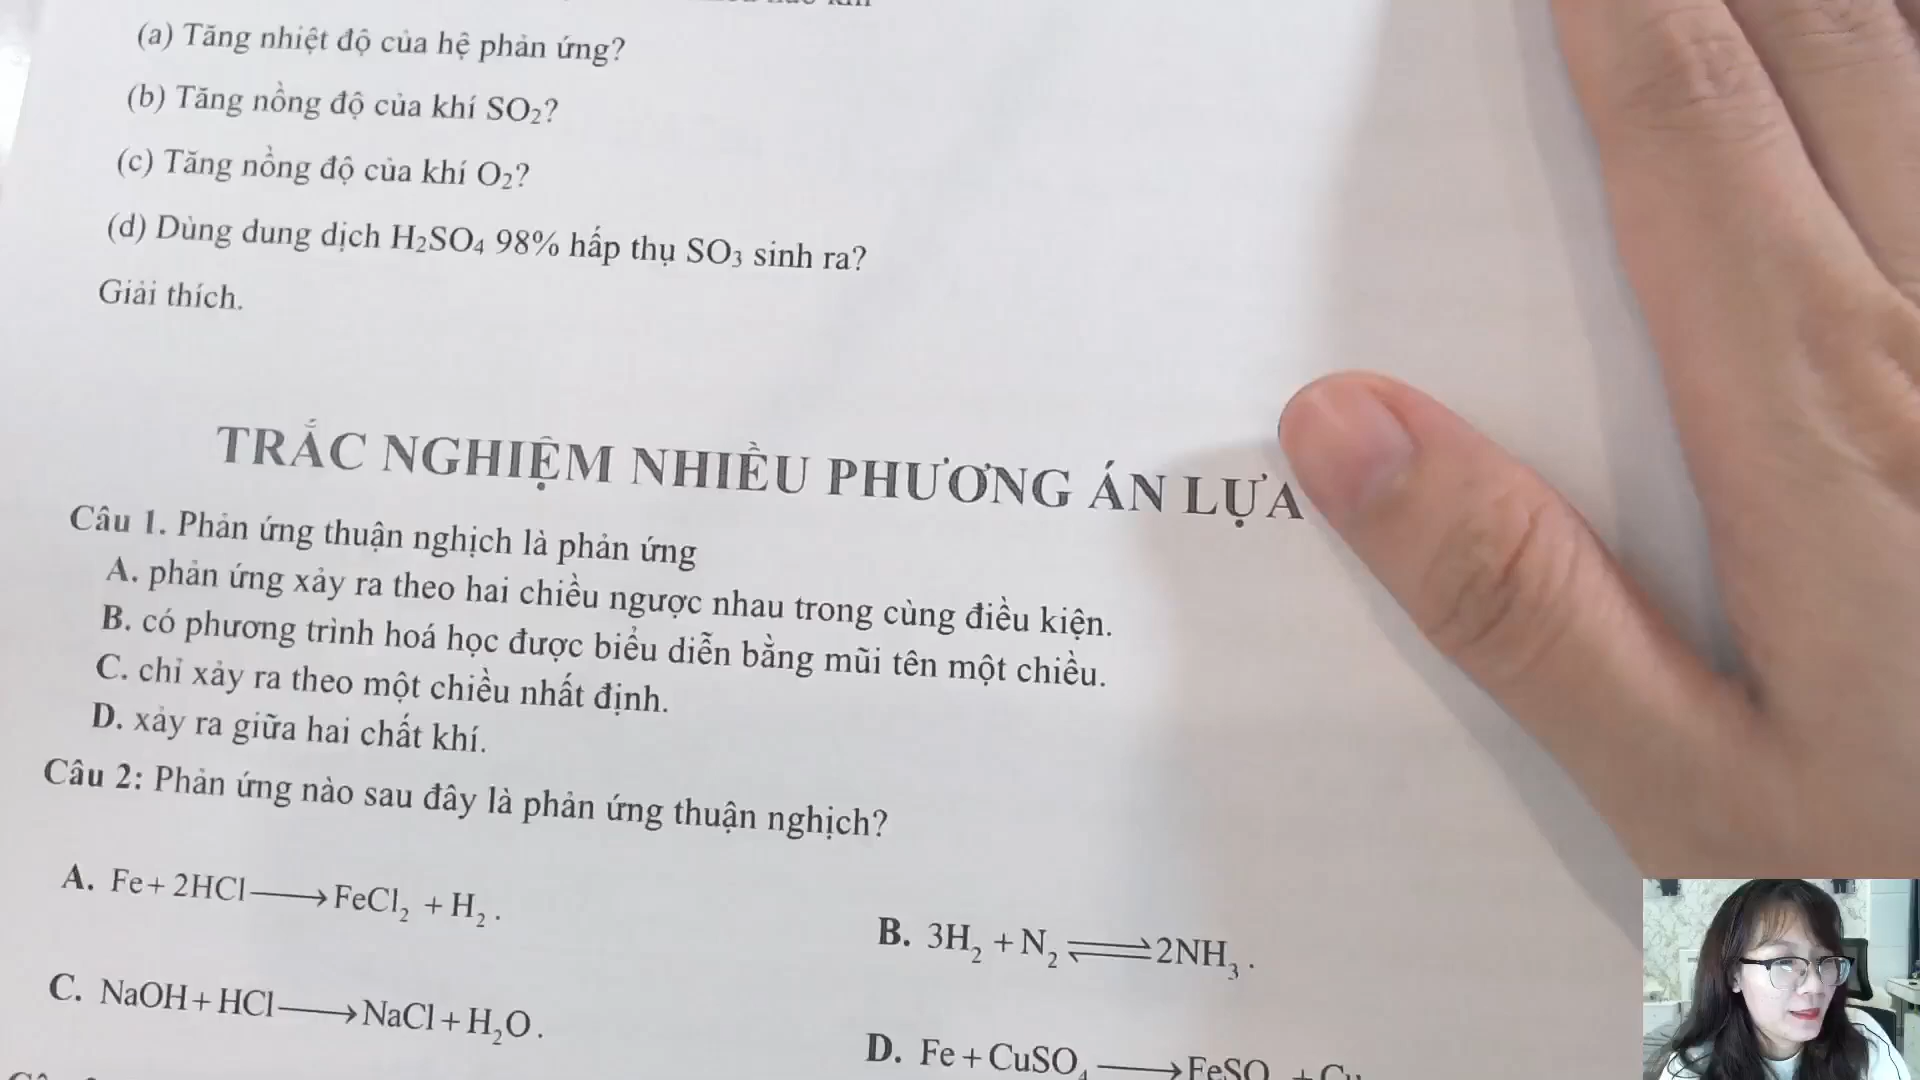 (a) Tăng nhiệt độ của hệ phản ứng?
(b) Tăng nồng độ của khí SO₂?
(c) Tăng nồng độ của khí O₂?
(d) Dùng dung dịch H₂SO₄ 98% hấp thụ SO₃ sinh ra?
Giải thích.
TRẮC NGHIỆM NHIỀU PHƯƠNG ÁN LỰA
Câu 1. Phản ứng thuận nghịch là phản ứng
A. phản ứng xảy ra theo hai chiều ngược nhau trong cùng điều kiện.
B. có phương trình hoá học được biểu diễn bằng mũi tên một chiều.
C. chỉ xảy ra theo một chiều nhất định.
D. xảy ra giữa hai chất khí.
Câu 2: Phản ứng nào sau đây là phản ứng thuận nghịch?
A. Fe + 2HCl ⟶ FeCl₂ + H₂.
B. 3H₂ + N₂ ⇌ 2NH₃.
C. NaOH + HCl ⟶ NaCl + H₂O.
D. Fe + CuSO₄ ⟶ FeSO + Cu